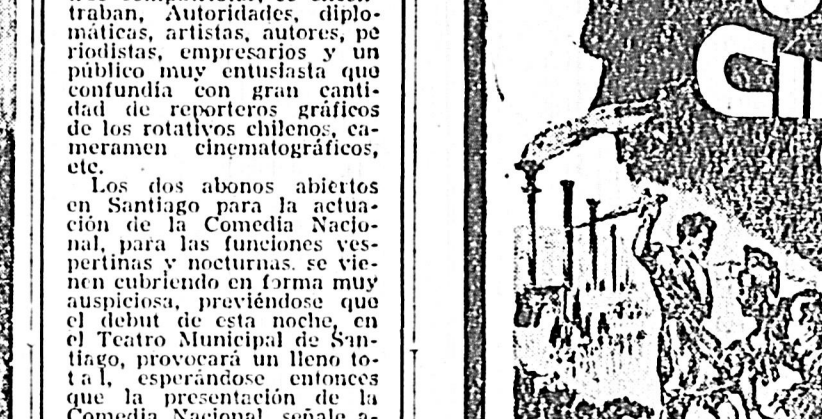 traban, Autoridades, diplo-
máticas, artistas, autores, pe
riodistas, empresarios y un
público muy entusiasta que
confundía con gran canti-
dad de reporteros gráficos
de los rotativos chilenos, ca-
meramen cinematográficos,
etc.
Los dos abonos abiertos
en Santiago para la actua-
ción de la Comedia Nacio-
nal, para las funciones ves-
pertinas y nocturnas. se vie-
nen cubriendo en forma muy
auspiciosa, previéndose que
el debut de esta noche, en
el Teatro Municipal de San-
tiago, provocará un lleno to-
tal, esperándose entonces
que la presentación de la
Comedia Nacional, señale a-
CI